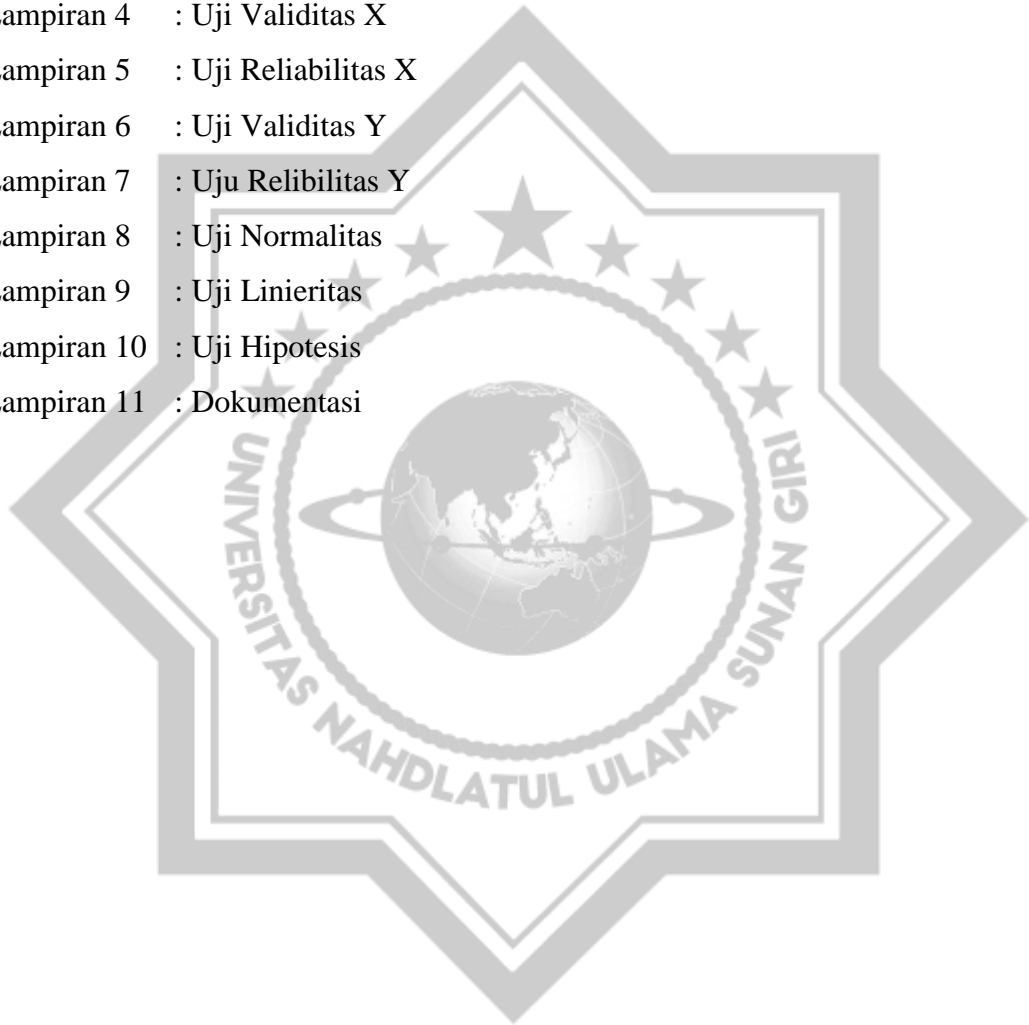 ampiran 4 : Uji Validitas X
ampiran 5 : Uji Reliabilitas X
ampiran 6 : Uji Validitas Y
ampiran 7 : Uju Relibilitas Y
ampiran 8 : Uji Normalitas
ampiran 9 : Uji Linieritas
ampiran 10 : Uji Hipotesis
ampiran 11 : Dokumentasi
UNIVERSITAS NAHDLATUL ULAMA SUNAN GIRI